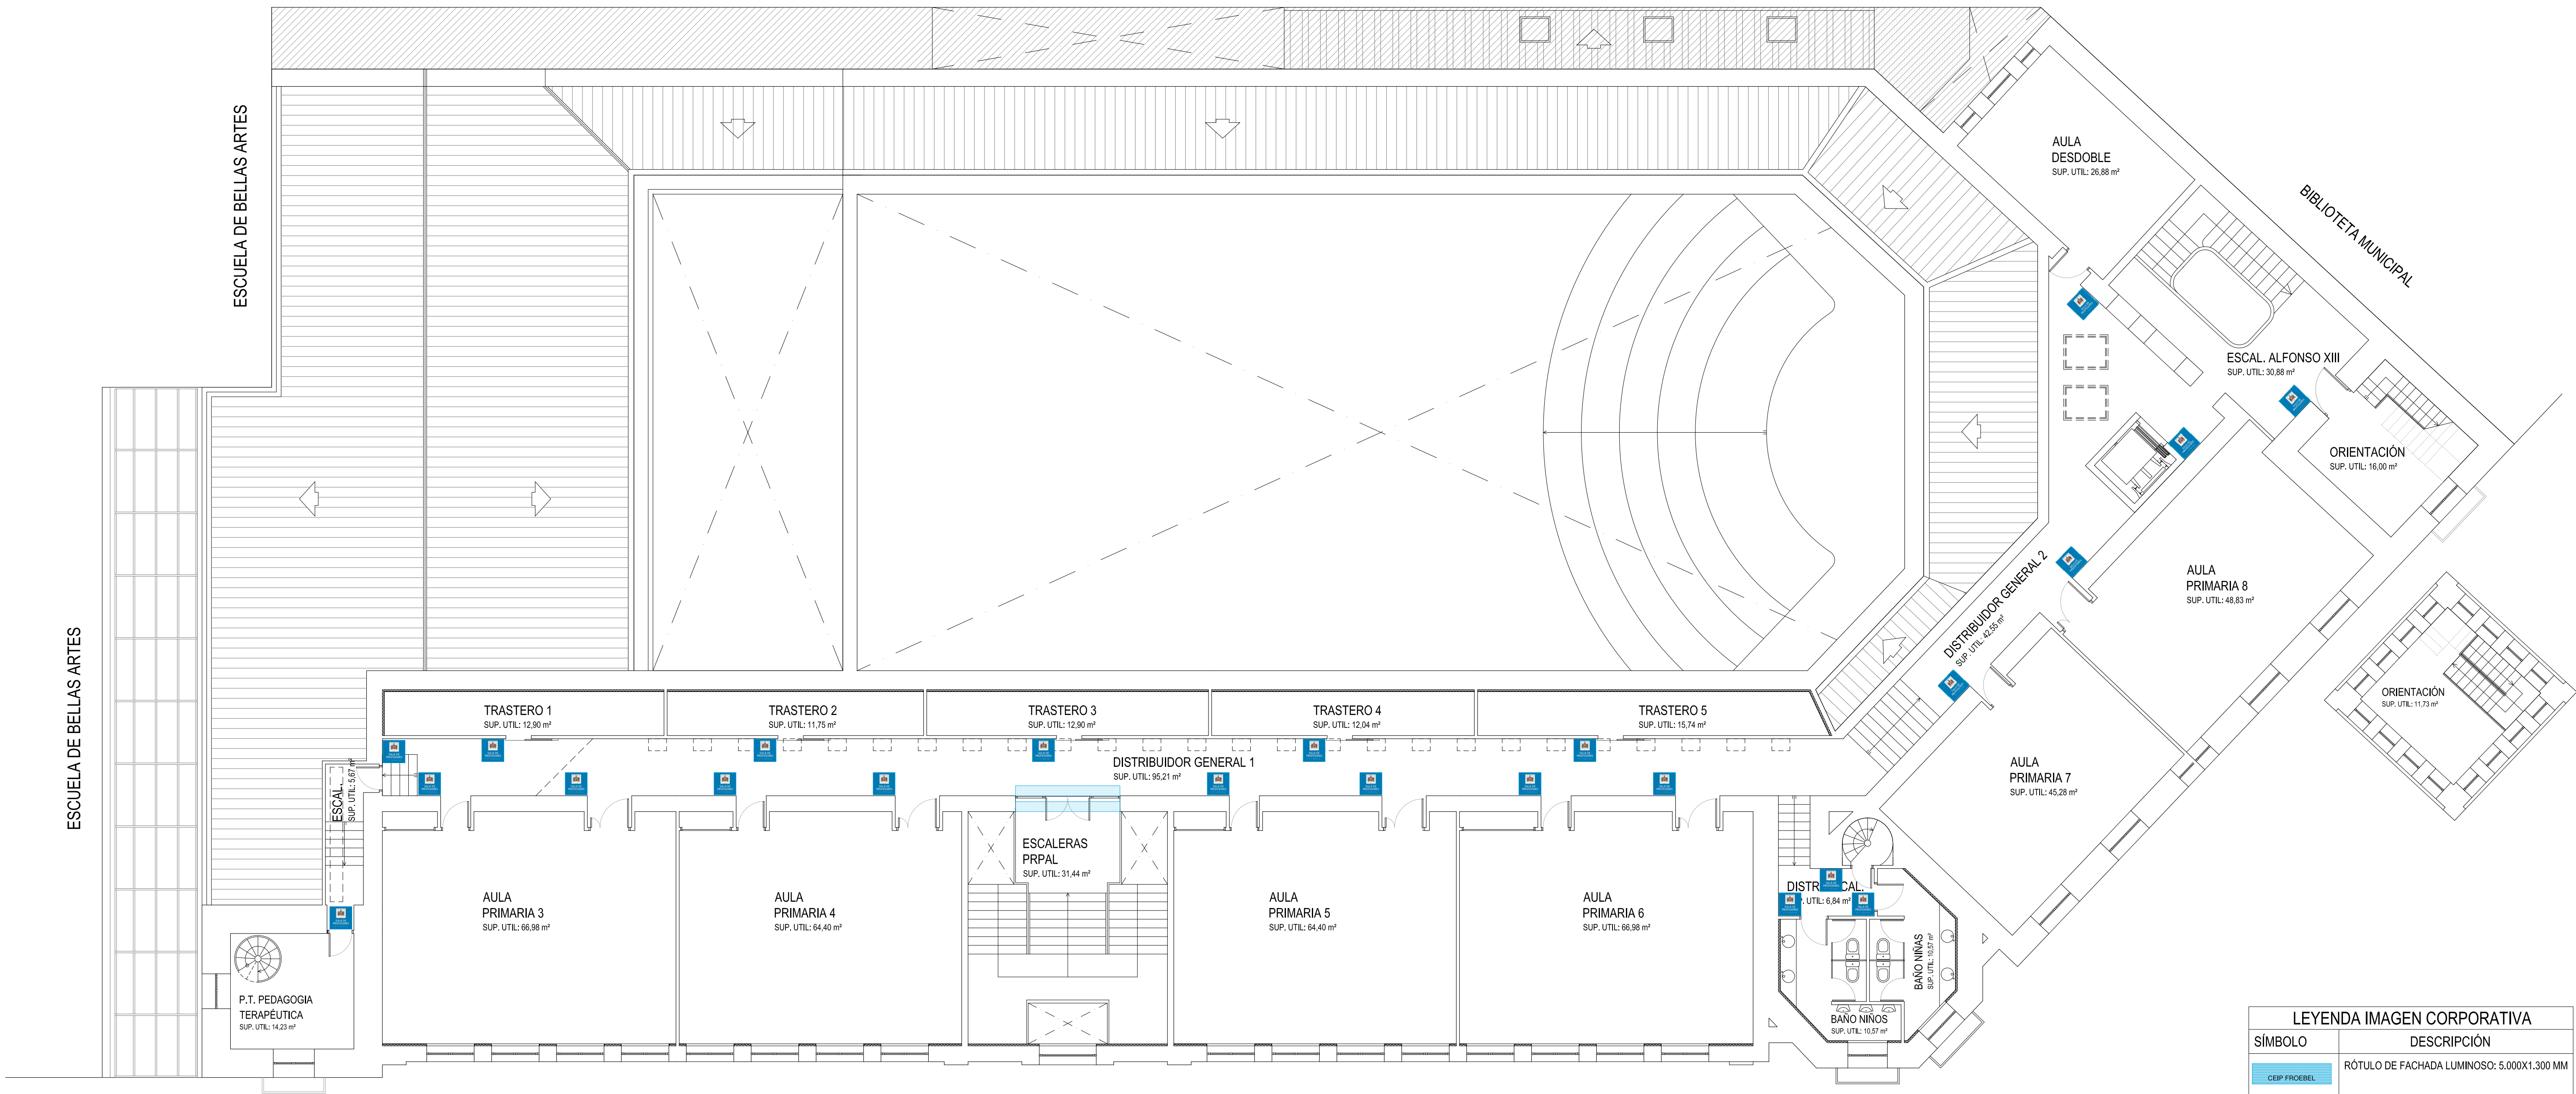 ESCUELA DE BELLAS ARTES
ESCUELA DE BELLAS ARTES
AULA
DESDOBLE
SUP. UTIL: 26,88 m²
BIBLIOTETA MUNICIPAL
ESCAL. ALFONSO XIII
SUP. UTIL: 30,88 m²
ORIENTACIÓN
SUP. UTIL: 16,00 m²
AULA
PRIMARIA 8
SUP. UTIL: 48,83 m²
DISTRIBUIDOR GENERAL 2
SUP. UTIL: 42,55 m²
ORIENTACIÓN
SUP. UTIL: 11,73 m²
AULA
PRIMARIA 7
SUP. UTIL: 45,28 m²
TRASTERO 1
SUP. UTIL: 12,90 m²
TRASTERO 2
SUP. UTIL: 11,75 m²
TRASTERO 3
SUP. UTIL: 12,90 m²
TRASTERO 4
SUP. UTIL: 12,04 m²
TRASTERO 5
SUP. UTIL: 15,74 m²
DISTRIBUIDOR GENERAL 1
SUP. UTIL: 95,21 m²
ESCAL.
SUP. UTIL: 5,67 m²
ESCALERAS
PRPAL
SUP. UTIL: 31,44 m²
AULA
PRIMARIA 3
SUP. UTIL: 66,98 m²
AULA
PRIMARIA 4
SUP. UTIL: 64,40 m²
AULA
PRIMARIA 5
SUP. UTIL: 64,40 m²
AULA
PRIMARIA 6
SUP. UTIL: 66,98 m²
DISTR CAL.
UTIL: 6,84 m²
BAÑO NIÑAS
SUP. UTIL: 10,57 m²
BAÑO NIÑOS
SUP. UTIL: 10,57 m²
P.T. PEDAGOGIA
TERAPÉUTICA
SUP. UTIL: 14,23 m²
LEYENDA IMAGEN CORPORATIVA
SÍMBOLO DESCRIPCIÓN
CEIP FROEBEL RÓTULO DE FACHADA LUMINOSO: 5.000X1.300 MM